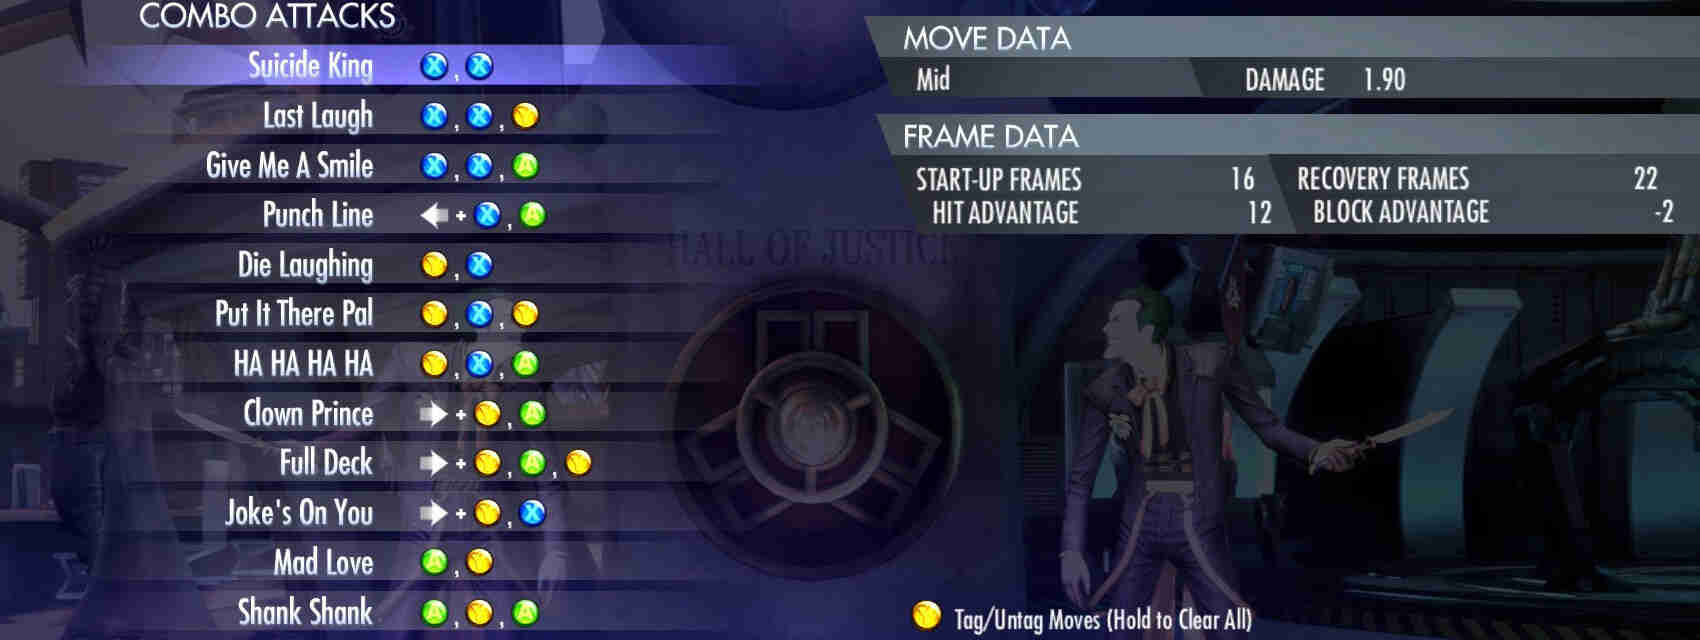 COMBO ATTACKS
Suicide King X, X
Last Laugh X, X, Y
Give Me A Smile X, X, A
Punch Line + X, A
Die Laughing Y, X
Put It There Pal Y, X, Y
HA HA HA HA Y, X, A
Clown Prince + Y, A
Full Deck + Y, A, Y
Joke's On You + Y, X
Mad Love A, Y
Shank Shank A, Y, A
MOVE DATA
Mid DAMAGE 1.90
FRAME DATA
START-UP FRAMES 16 RECOVERY FRAMES 22
HIT ADVANTAGE 12 BLOCK ADVANTAGE -2
HALL OF JUSTICE
Y Tag/Untag Moves (Hold to Clear All)